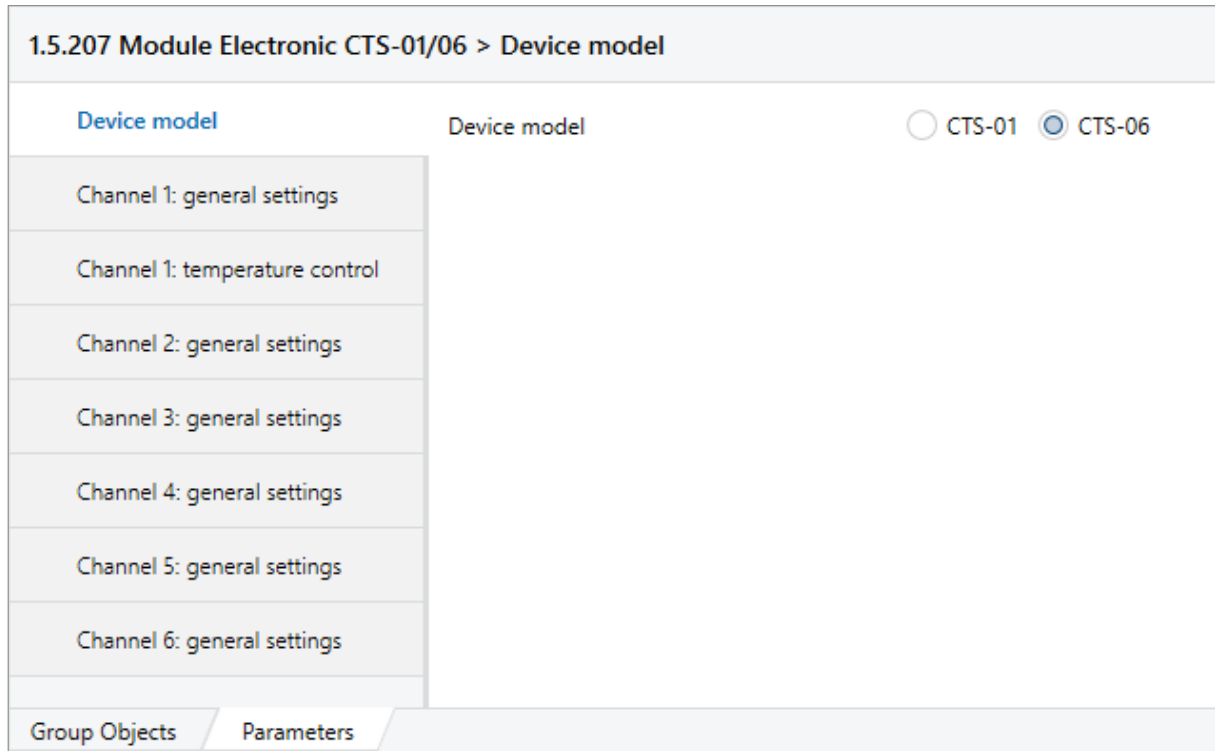 1.5.207 Module Electronic CTS-01/06 > Device model
Device model
Device model CTS-01 CTS-06
Channel 1: general settings
Channel 1: temperature control
Channel 2: general settings
Channel 3: general settings
Channel 4: general settings
Channel 5: general settings
Channel 6: general settings
Group Objects Parameters